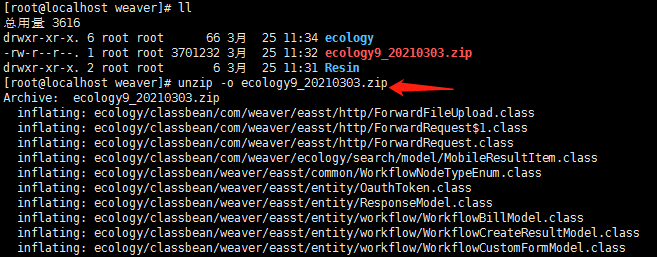 [root@localhost weaver]# ll
总用量 3616
drwxr-xr-x. 6 root root      66 3月  25 11:34 ecology
-rw-r--r--. 1 root root 3701232 3月  25 11:32 ecology9_20210303.zip
drwxr-xr-x. 2 root root       6 3月  25 11:31 Resin
[root@localhost weaver]# unzip -o ecology9_20210303.zip
Archive:  ecology9_20210303.zip
  inflating: ecology/classbean/com/weaver/easst/http/ForwardFileUpload.class
  inflating: ecology/classbean/com/weaver/easst/http/ForwardRequest$1.class
  inflating: ecology/classbean/com/weaver/easst/http/ForwardRequest.class
  inflating: ecology/classbean/com/weaver/ecology/search/model/MobileResultItem.class
  inflating: ecology/classbean/weaver/easst/common/WorkflowNodeTypeEnum.class
  inflating: ecology/classbean/weaver/easst/entity/OauthToken.class
  inflating: ecology/classbean/weaver/easst/entity/ResponseModel.class
  inflating: ecology/classbean/weaver/easst/entity/workflow/WorkflowBillModel.class
  inflating: ecology/classbean/weaver/easst/entity/workflow/WorkflowCreateResultModel.class
  inflating: ecology/classbean/weaver/easst/entity/workflow/WorkflowCustomFormModel.class